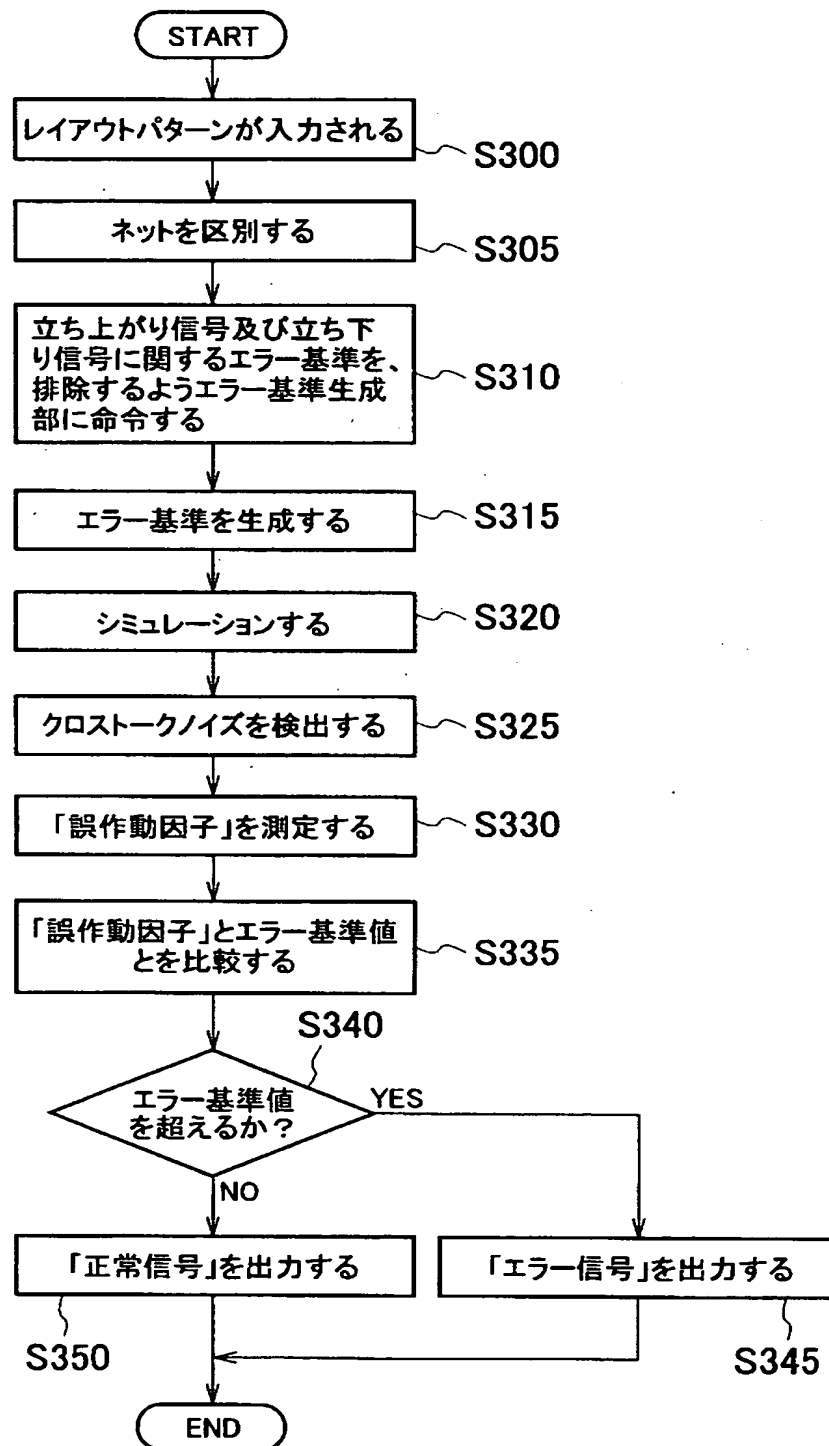 START
レイアウトパターンが入力される
S300
ネットを区別する
S305
立ち上がり信号及び立ち下
り信号に関するエラー基準を、
排除するようエラー基準生成
部に命令する
S310
エラー基準を生成する
S315
シミュレーションする
S320
クロストークノイズを検出する
S325
「誤作動因子」を測定する
S330
「誤作動因子」とエラー基準値
とを比較する
S335
S340
エラー基準値
を超えるか？
YES
NO
「正常信号」を出力する
S350
「エラー信号」を出力する
S345
END